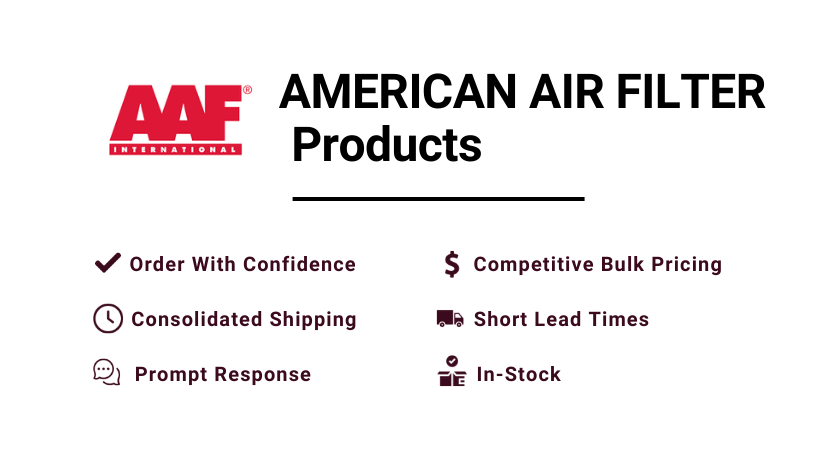 AAF®
INTERNATIONAL
AMERICAN AIR FILTER
Products
Order With Confidence
$ Competitive Bulk Pricing
Consolidated Shipping
Short Lead Times
Prompt Response
In-Stock